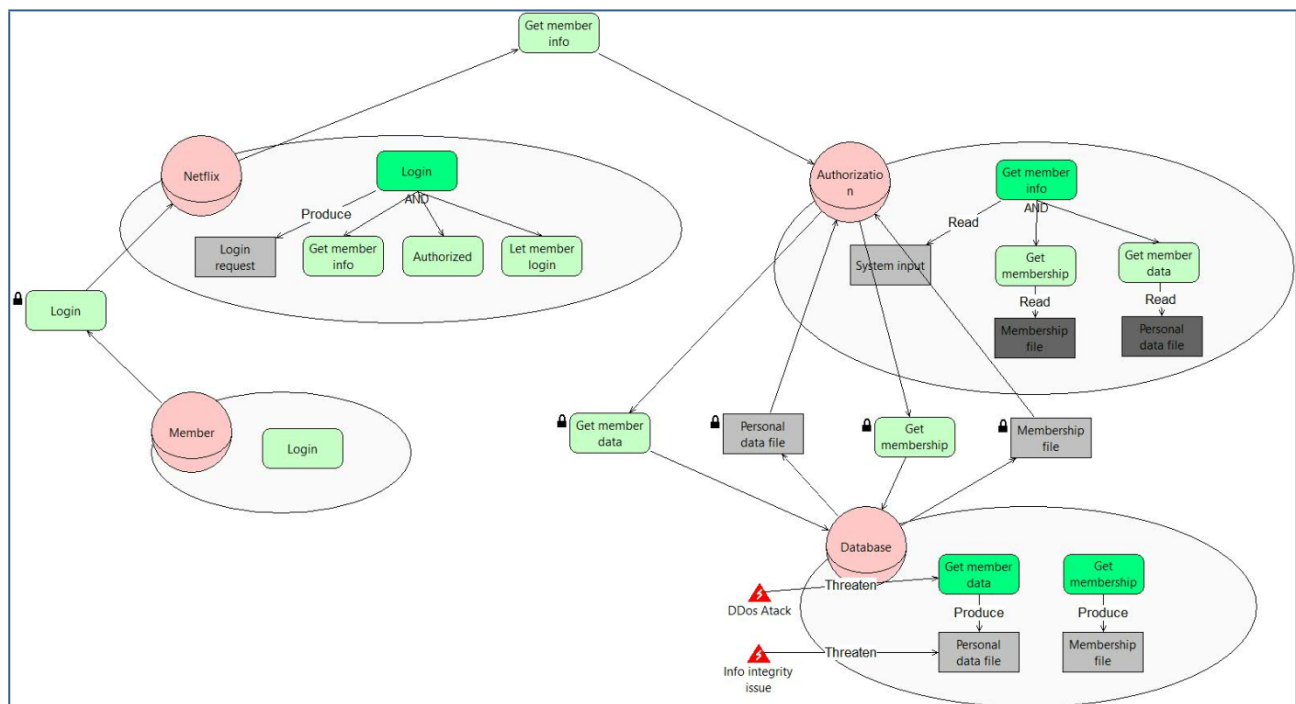 Get member
info
Netflix
Login
AND
Produce
Login
request
Get member
info
Authorized
Let member
login
Authorizatio
n
Get member
info
AND
Read
System input
Get
membership
Get member
data
Read
Read
Membership
file
Personal
data file
Login
Member
Login
Get member
data
Personal
data file
Get
membership
Membership
file
Database
Get member
data
Get
membership
Threaten
DDos Atack
Produce
Produce
Threaten
Info integrity
issue
Personal
data file
Membership
file